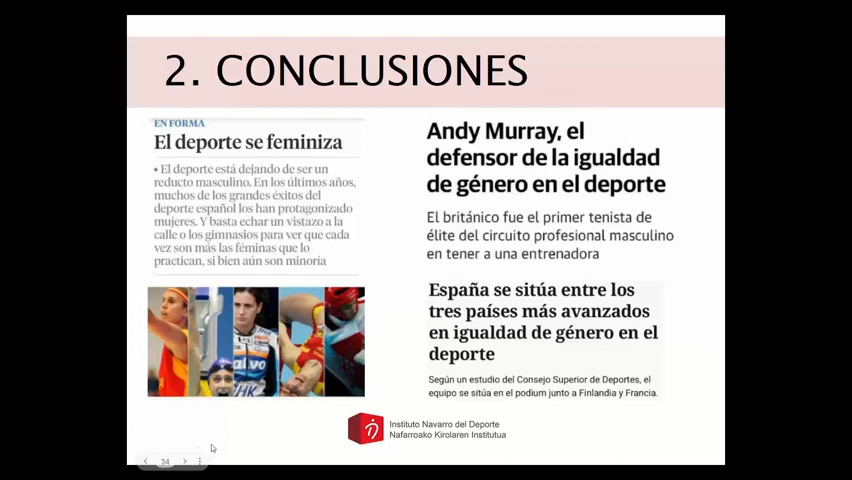 2. CONCLUSIONES
EN FORMA
El deporte se feminiza
• El deporte está dejando de ser un
reducto masculino. En los últimos años,
muchos de los grandes éxitos del
deporte español los han protagonizado
mujeres. Y basta echar un vistazo a la
calle o los gimnasios para ver que cada
vez son más las féminas que lo
practican, si bien aún son minoría
Andy Murray, el
defensor de la igualdad
de género en el deporte
El británico fue el primer tenista de
élite del circuito profesional masculino
en tener a una entrenadora
España se sitúa entre los
tres países más avanzados
en igualdad de género en el
deporte
Según un estudio del Consejo Superior de Deportes, el
equipo se sitúa en el podium junto a Finlandia y Francia.
Instituto Navarro del Deporte
Nafarroako Kirolaren Institutua
34